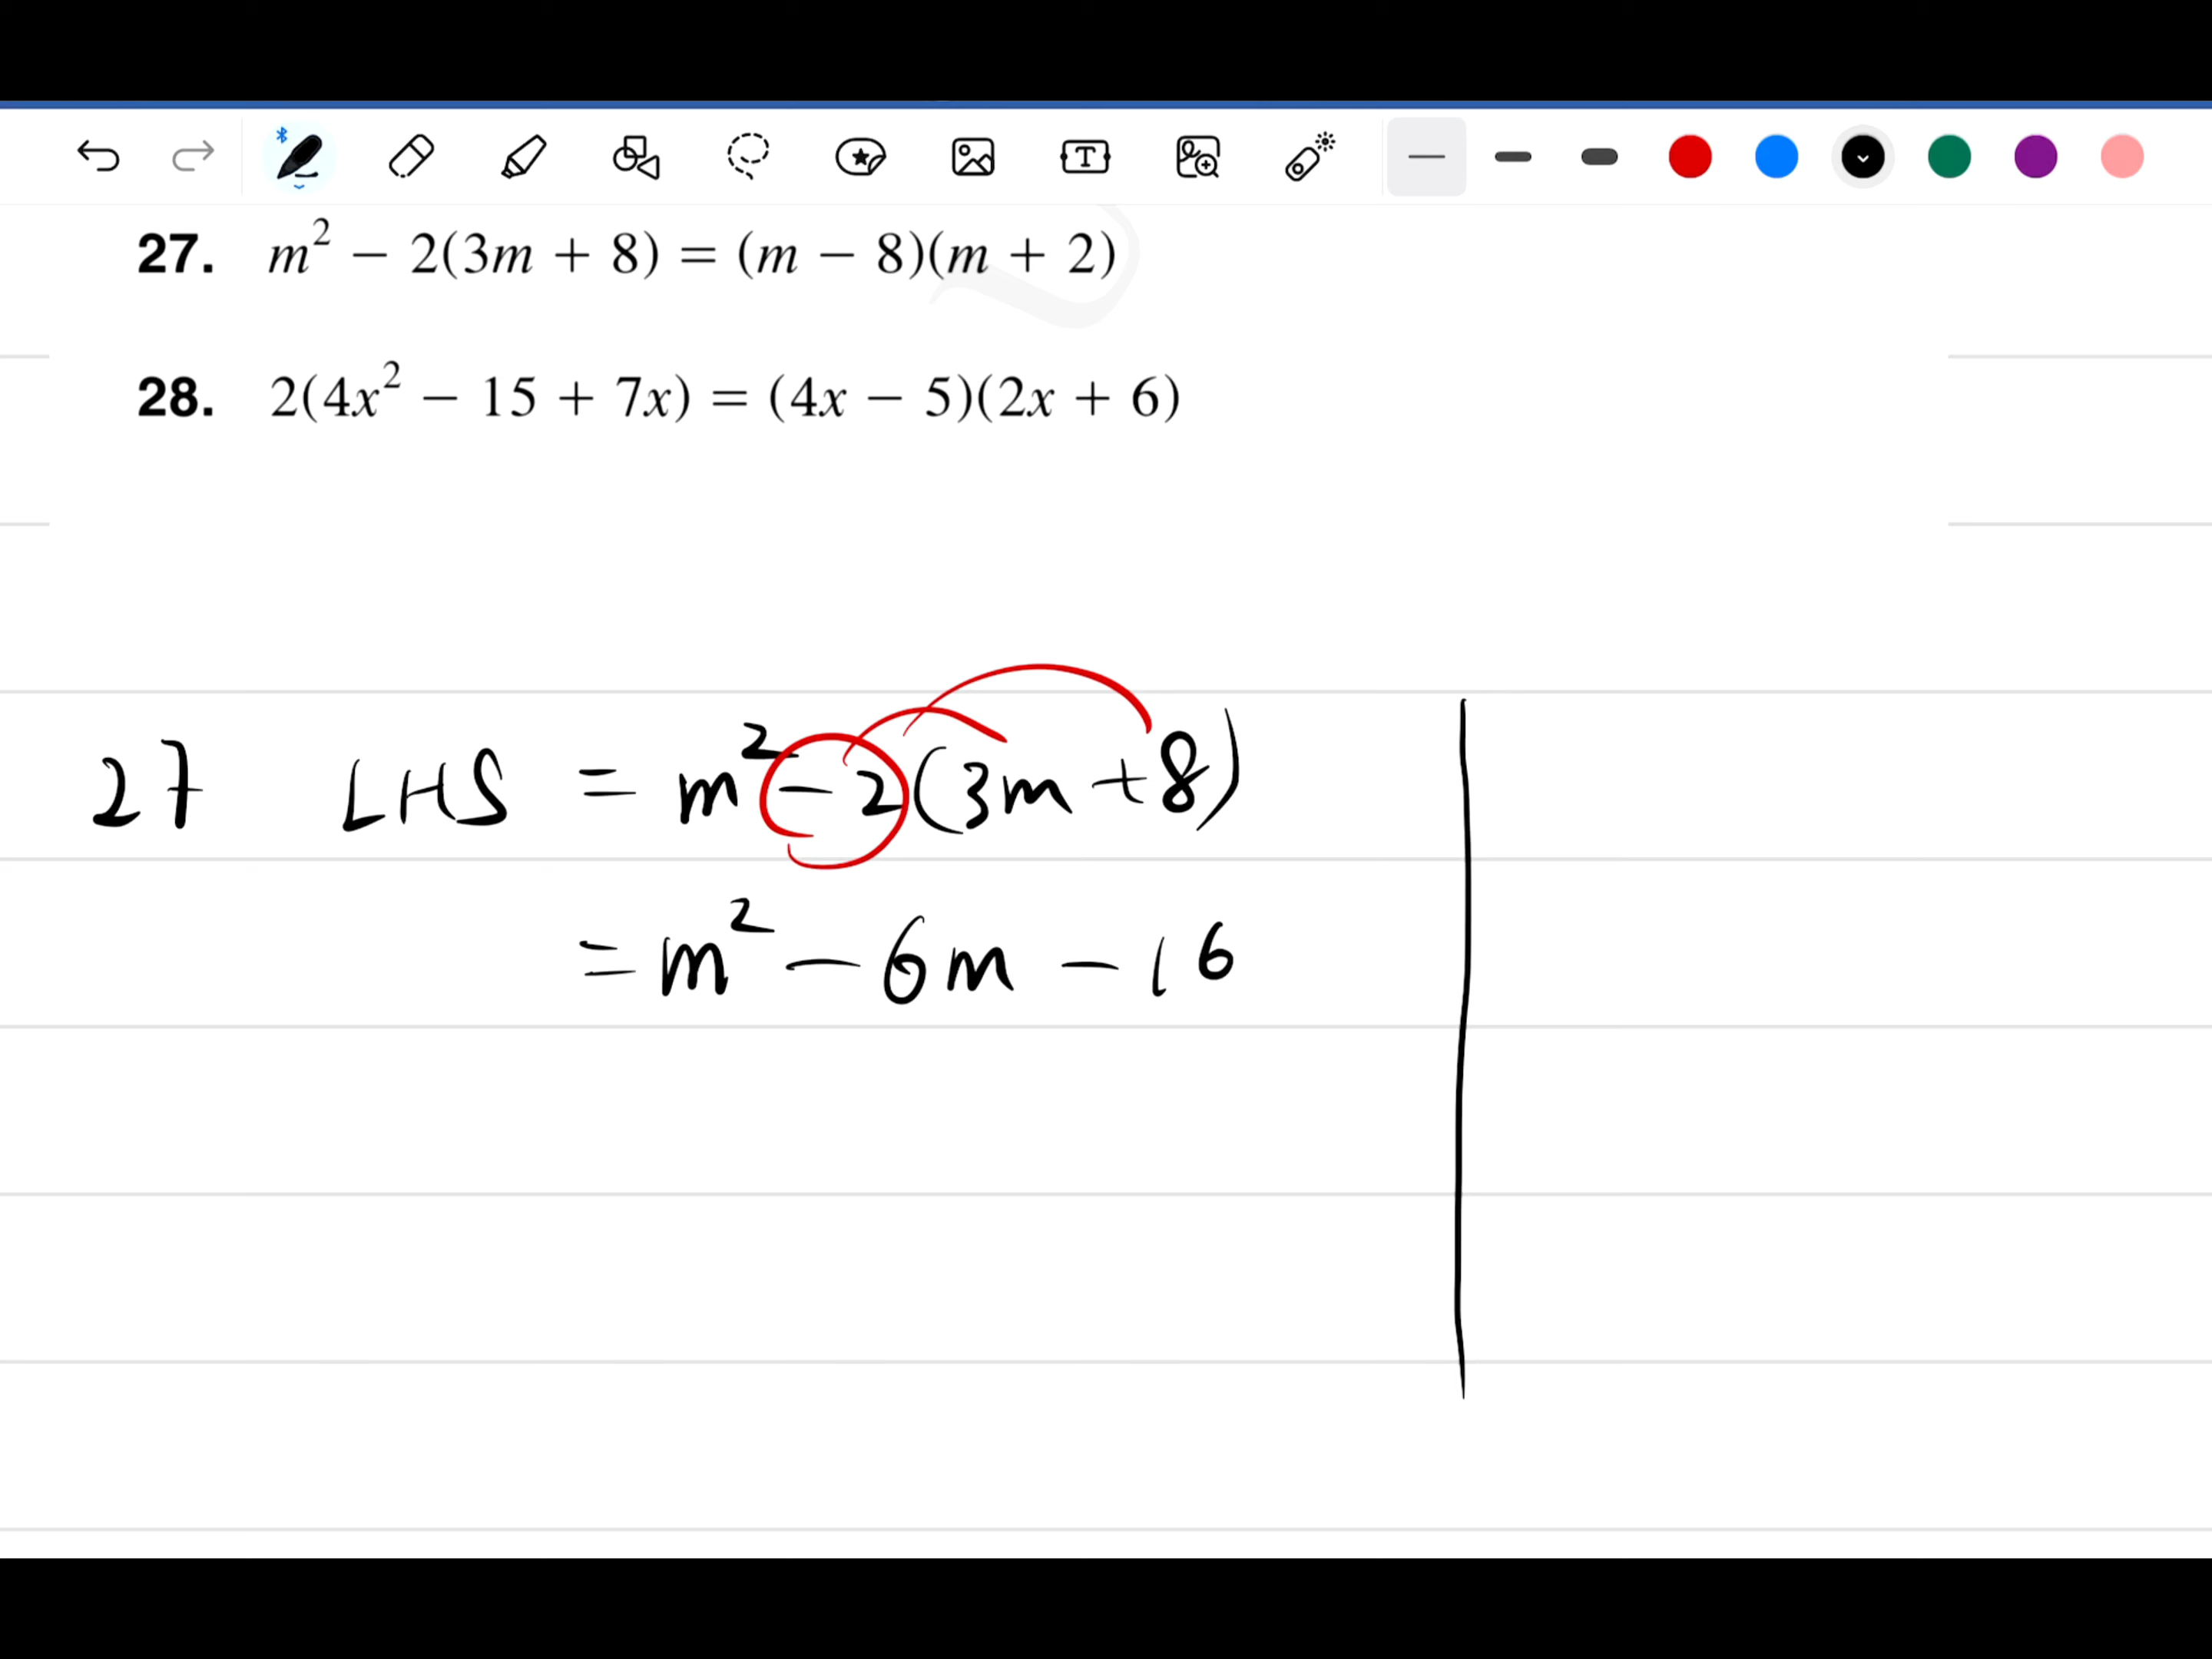 27. m² − 2(3m + 8) = (m − 8)(m + 2)
28. 2(4x² − 15 + 7x) = (4x − 5)(2x + 6)
27 LHS = m² − 2(3m + 8)
= m² − 6m − 16